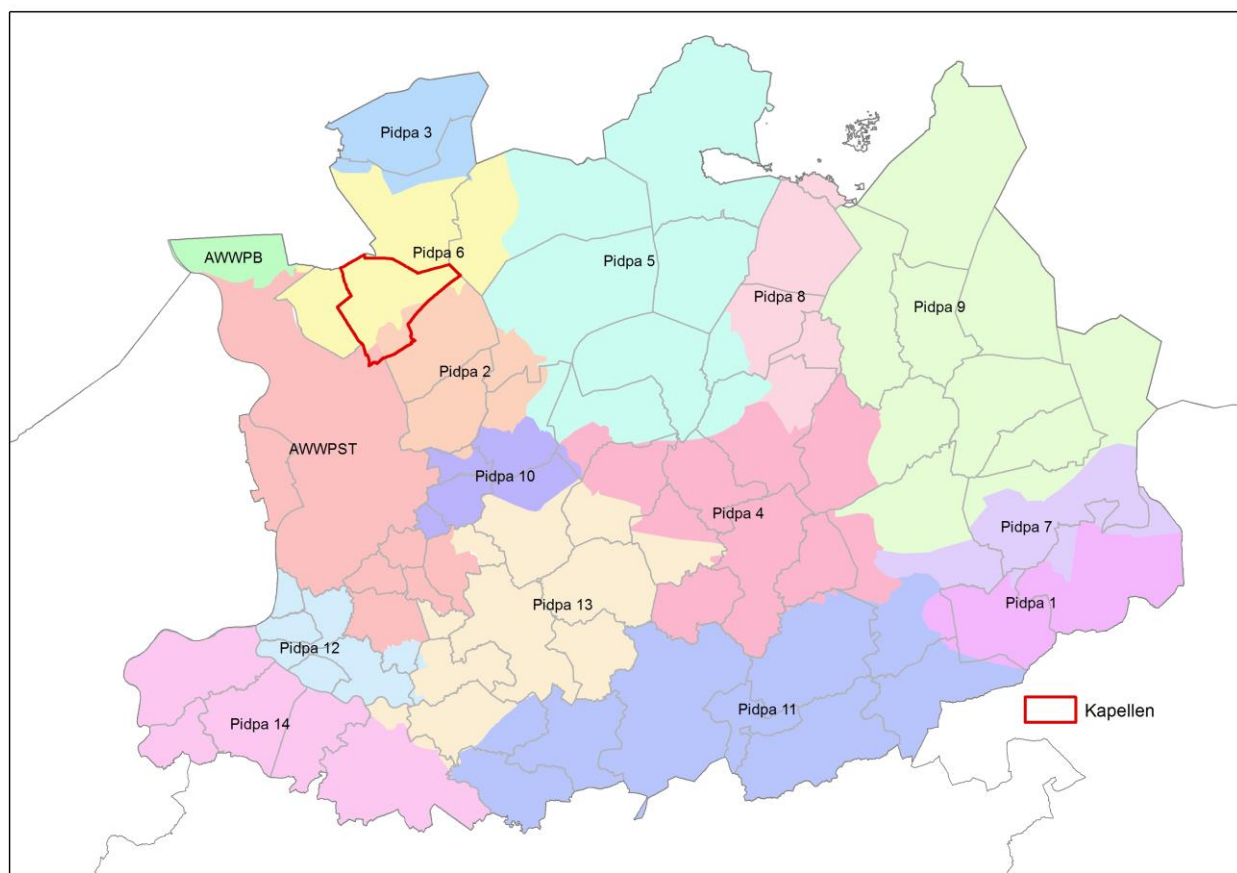 Pidpa 3
Pidpa 6
AWWPB
Pidpa 5
Pidpa 8
Pidpa 9
Pidpa 2
AWWPST
Pidpa 10
Pidpa 4
Pidpa 7
Pidpa 13
Pidpa 1
Pidpa 12
Pidpa 14
Pidpa 11
Kapellen